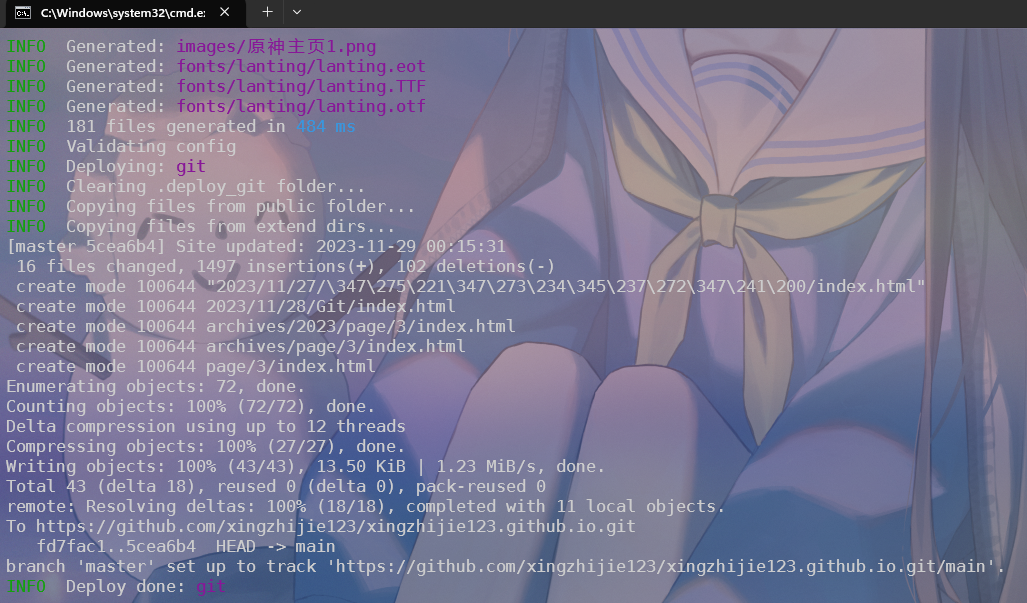 C:\Windows\system32\cmd.e:
INFO  Generated: images/原神主页1.png
INFO  Generated: fonts/lanting/lanting.eot
INFO  Generated: fonts/lanting/lanting.TTF
INFO  Generated: fonts/lanting/lanting.otf
INFO  181 files generated in 484 ms
INFO  Validating config
INFO  Deploying: git
INFO  Clearing .deploy_git folder...
INFO  Copying files from public folder...
INFO  Copying files from extend dirs...
[master 5cea6b4] Site updated: 2023-11-29 00:15:31
 16 files changed, 1497 insertions(+), 102 deletions(-)
 create mode 100644 "2023/11/27/\347\275\221\347\273\234\345\237\272\347\241\200/index.html"
 create mode 100644 2023/11/28/Git/index.html
 create mode 100644 archives/2023/page/3/index.html
 create mode 100644 archives/page/3/index.html
 create mode 100644 page/3/index.html
Enumerating objects: 72, done.
Counting objects: 100% (72/72), done.
Delta compression using up to 12 threads
Compressing objects: 100% (27/27), done.
Writing objects: 100% (43/43), 13.50 KiB | 1.23 MiB/s, done.
Total 43 (delta 18), reused 0 (delta 0), pack-reused 0
remote: Resolving deltas: 100% (18/18), completed with 11 local objects.
To https://github.com/xingzhijie123/xingzhijie123.github.io.git
   fd7fac1..5cea6b4  HEAD -> main
branch 'master' set up to track 'https://github.com/xingzhijie123/xingzhijie123.github.io.git/main'.
INFO  Deploy done: git